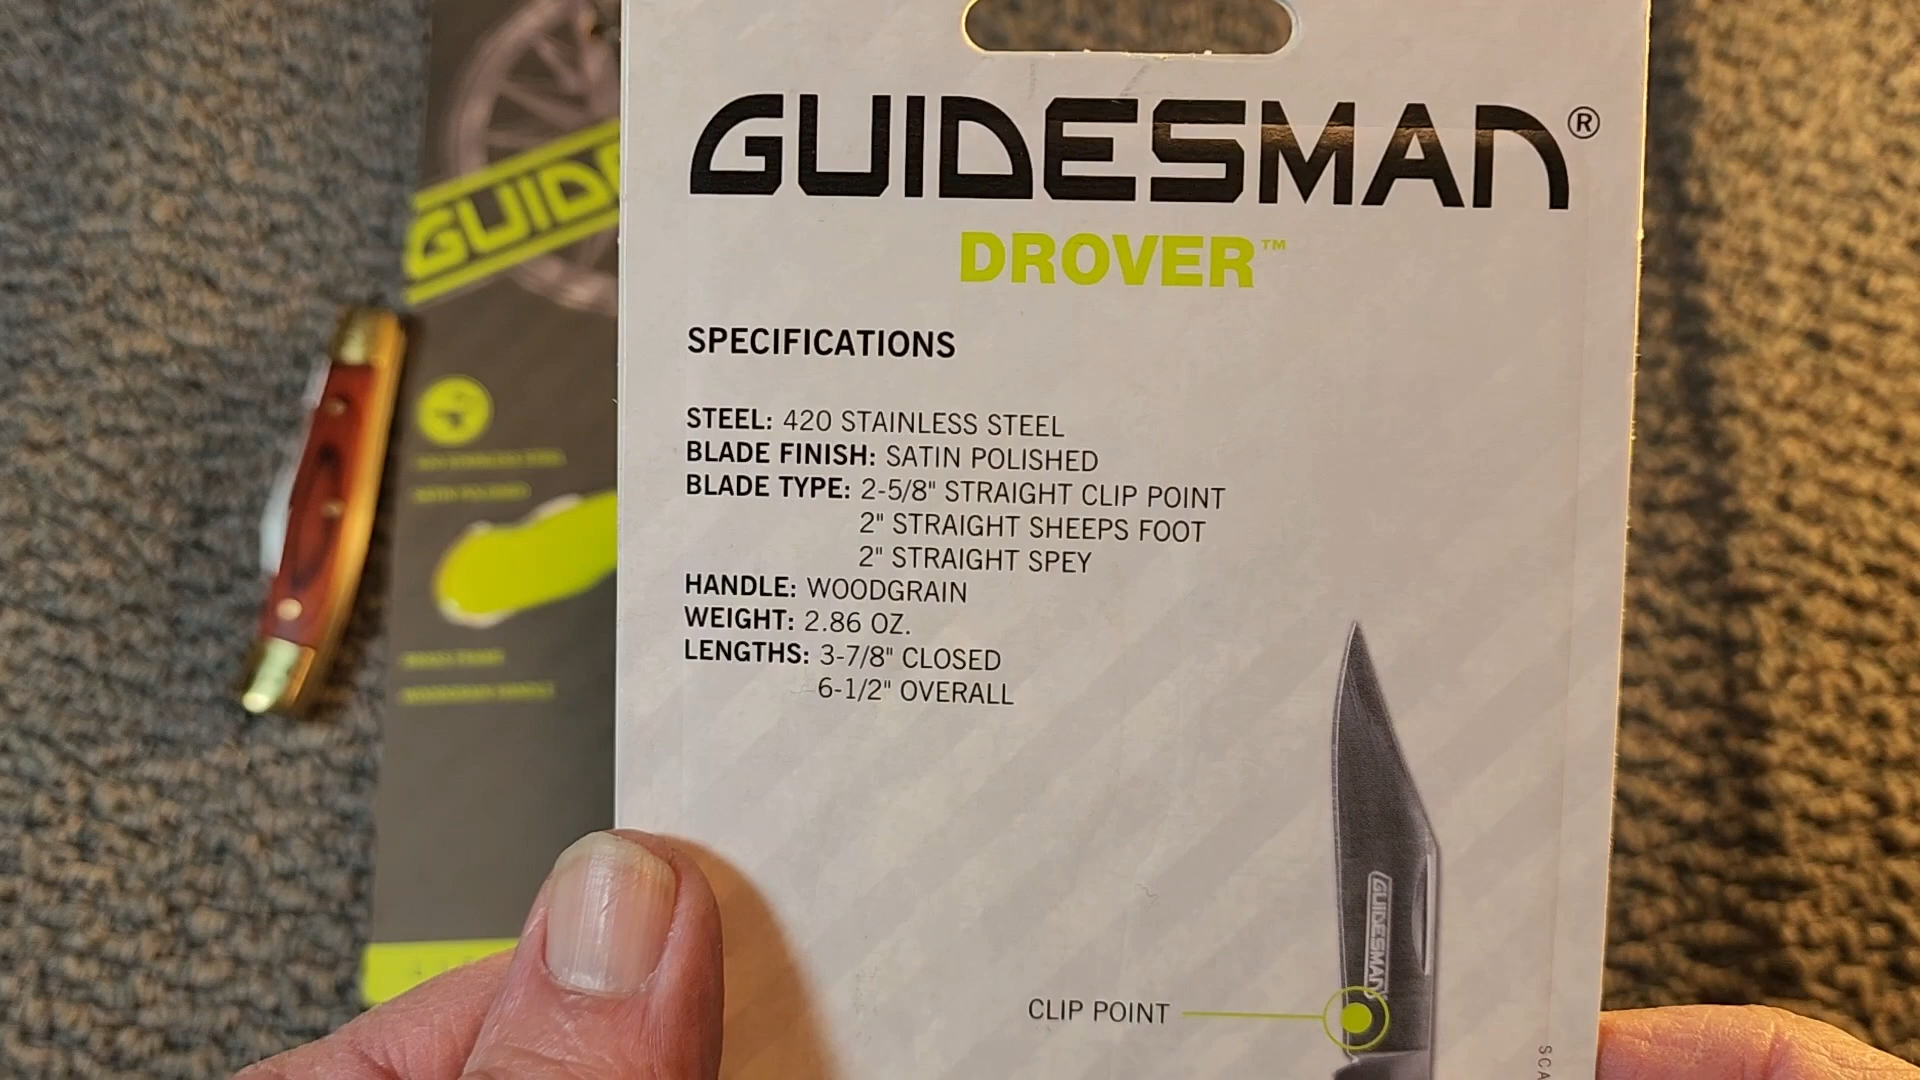 GUIDESMAN®
DROVER™
SPECIFICATIONS
STEEL: 420 STAINLESS STEEL
BLADE FINISH: SATIN POLISHED
BLADE TYPE: 2-5/8" STRAIGHT CLIP POINT
2" STRAIGHT SHEEPS FOOT
2" STRAIGHT SPEY
HANDLE: WOODGRAIN
WEIGHT: 2.86 OZ.
LENGTHS: 3-7/8" CLOSED
6-1/2" OVERALL
GUIDESMAN
CLIP POINT
SCA
GUIDE